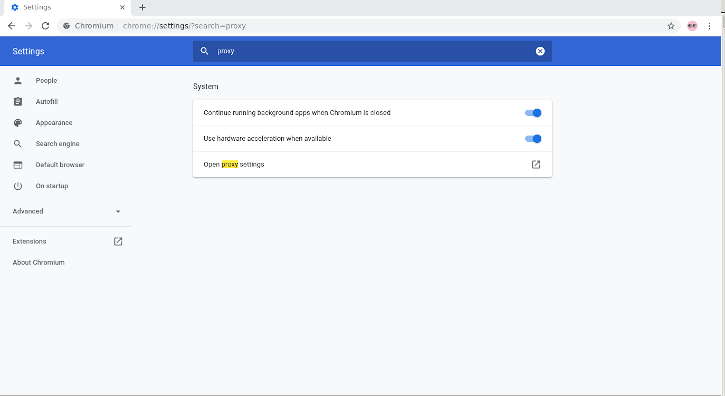 Settings
Chromium chrome://settings/?search=proxy
Settings
proxy
People
Autofill
Appearance
Search engine
Default browser
On startup
Advanced
Extensions
About Chromium
System
Continue running background apps when Chromium is closed
Use hardware acceleration when available
Open proxy settings